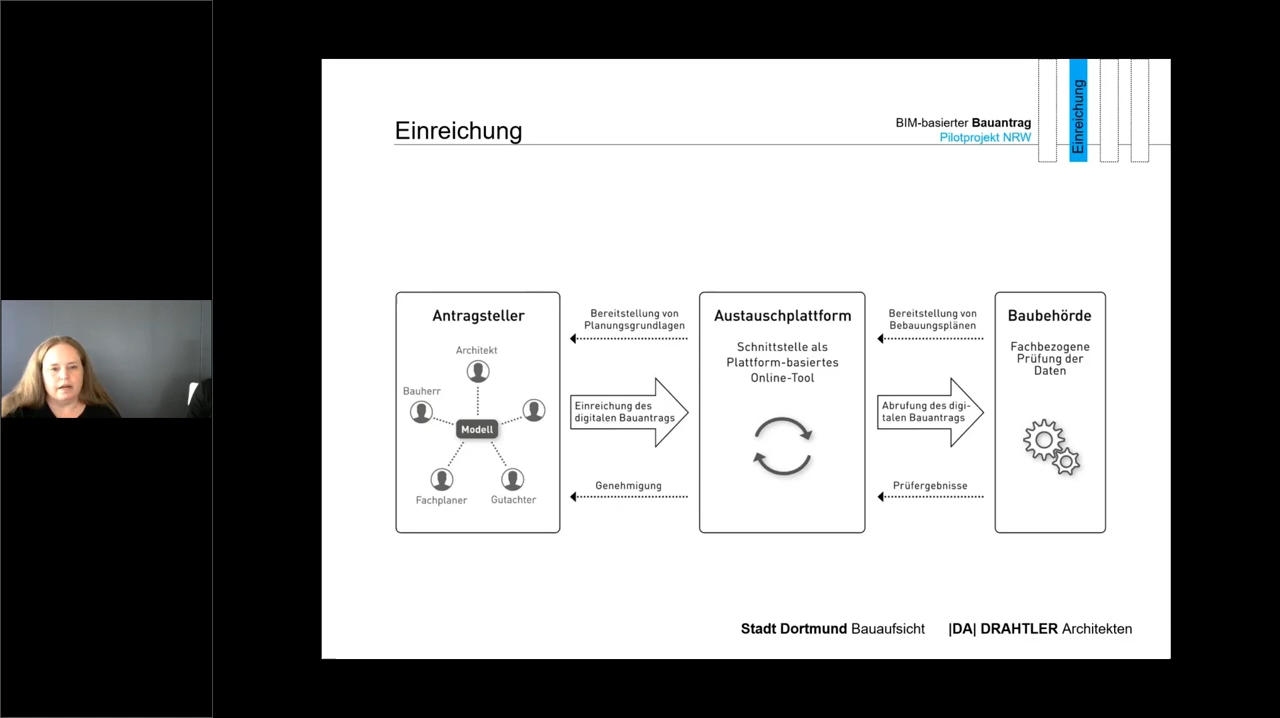 Einreichung
BIM-basierter Bauantrag
Pilotprojekt NRW
Einreichung
Antragsteller
Architekt
Bauherr
Modell
Fachplaner
Gutachter
Bereitstellung von
Planungsgrundlagen
Einreichung des
digitalen Bauantrags
Genehmigung
Austauschplattform
Schnittstelle als
Plattform-basiertes
Online-Tool
Bereitstellung von
Bebauungsplänen
Abrufung des digi-
talen Bauantrags
Prüfergebnisse
Baubehörde
Fachbezogene
Prüfung der
Daten
Stadt Dortmund Bauaufsicht
|DA| DRAHTLER Architekten